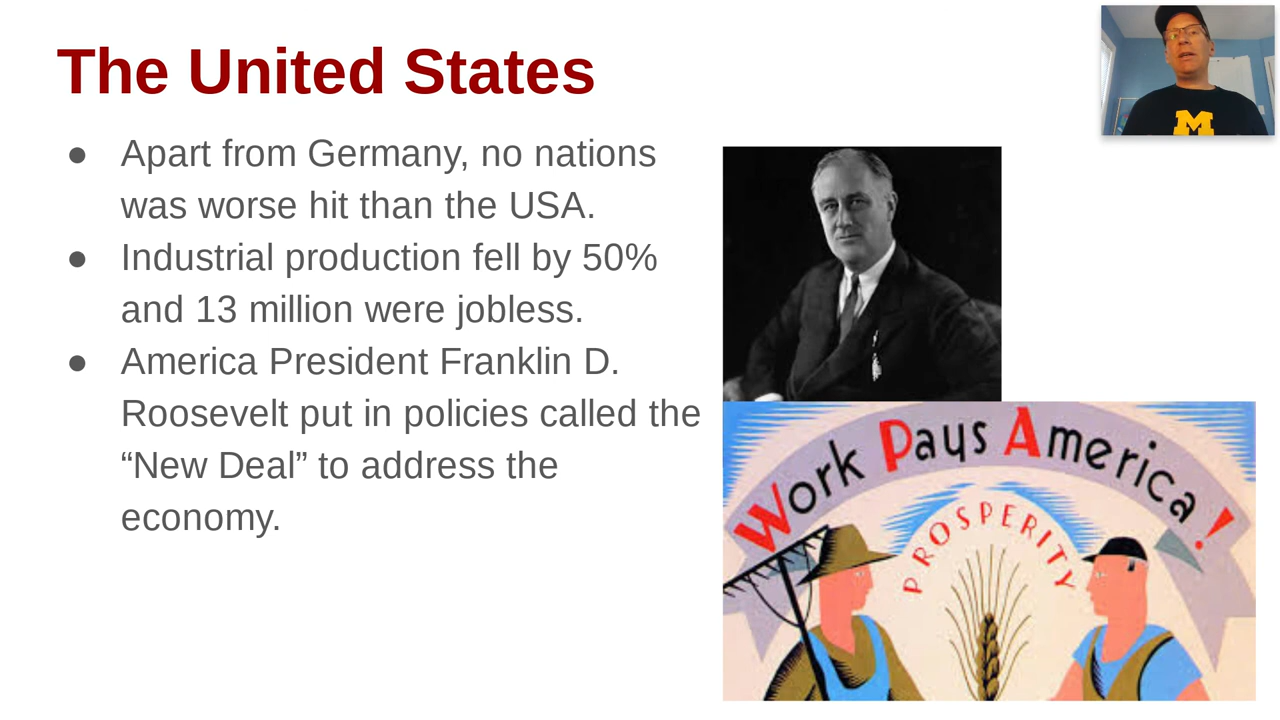 The United States
● Apart from Germany, no nations
was worse hit than the USA.
● Industrial production fell by 50%
and 13 million were jobless.
● America President Franklin D.
Roosevelt put in policies called the
“New Deal” to address the
economy.
M
Work Pays America!
PROSPERITY